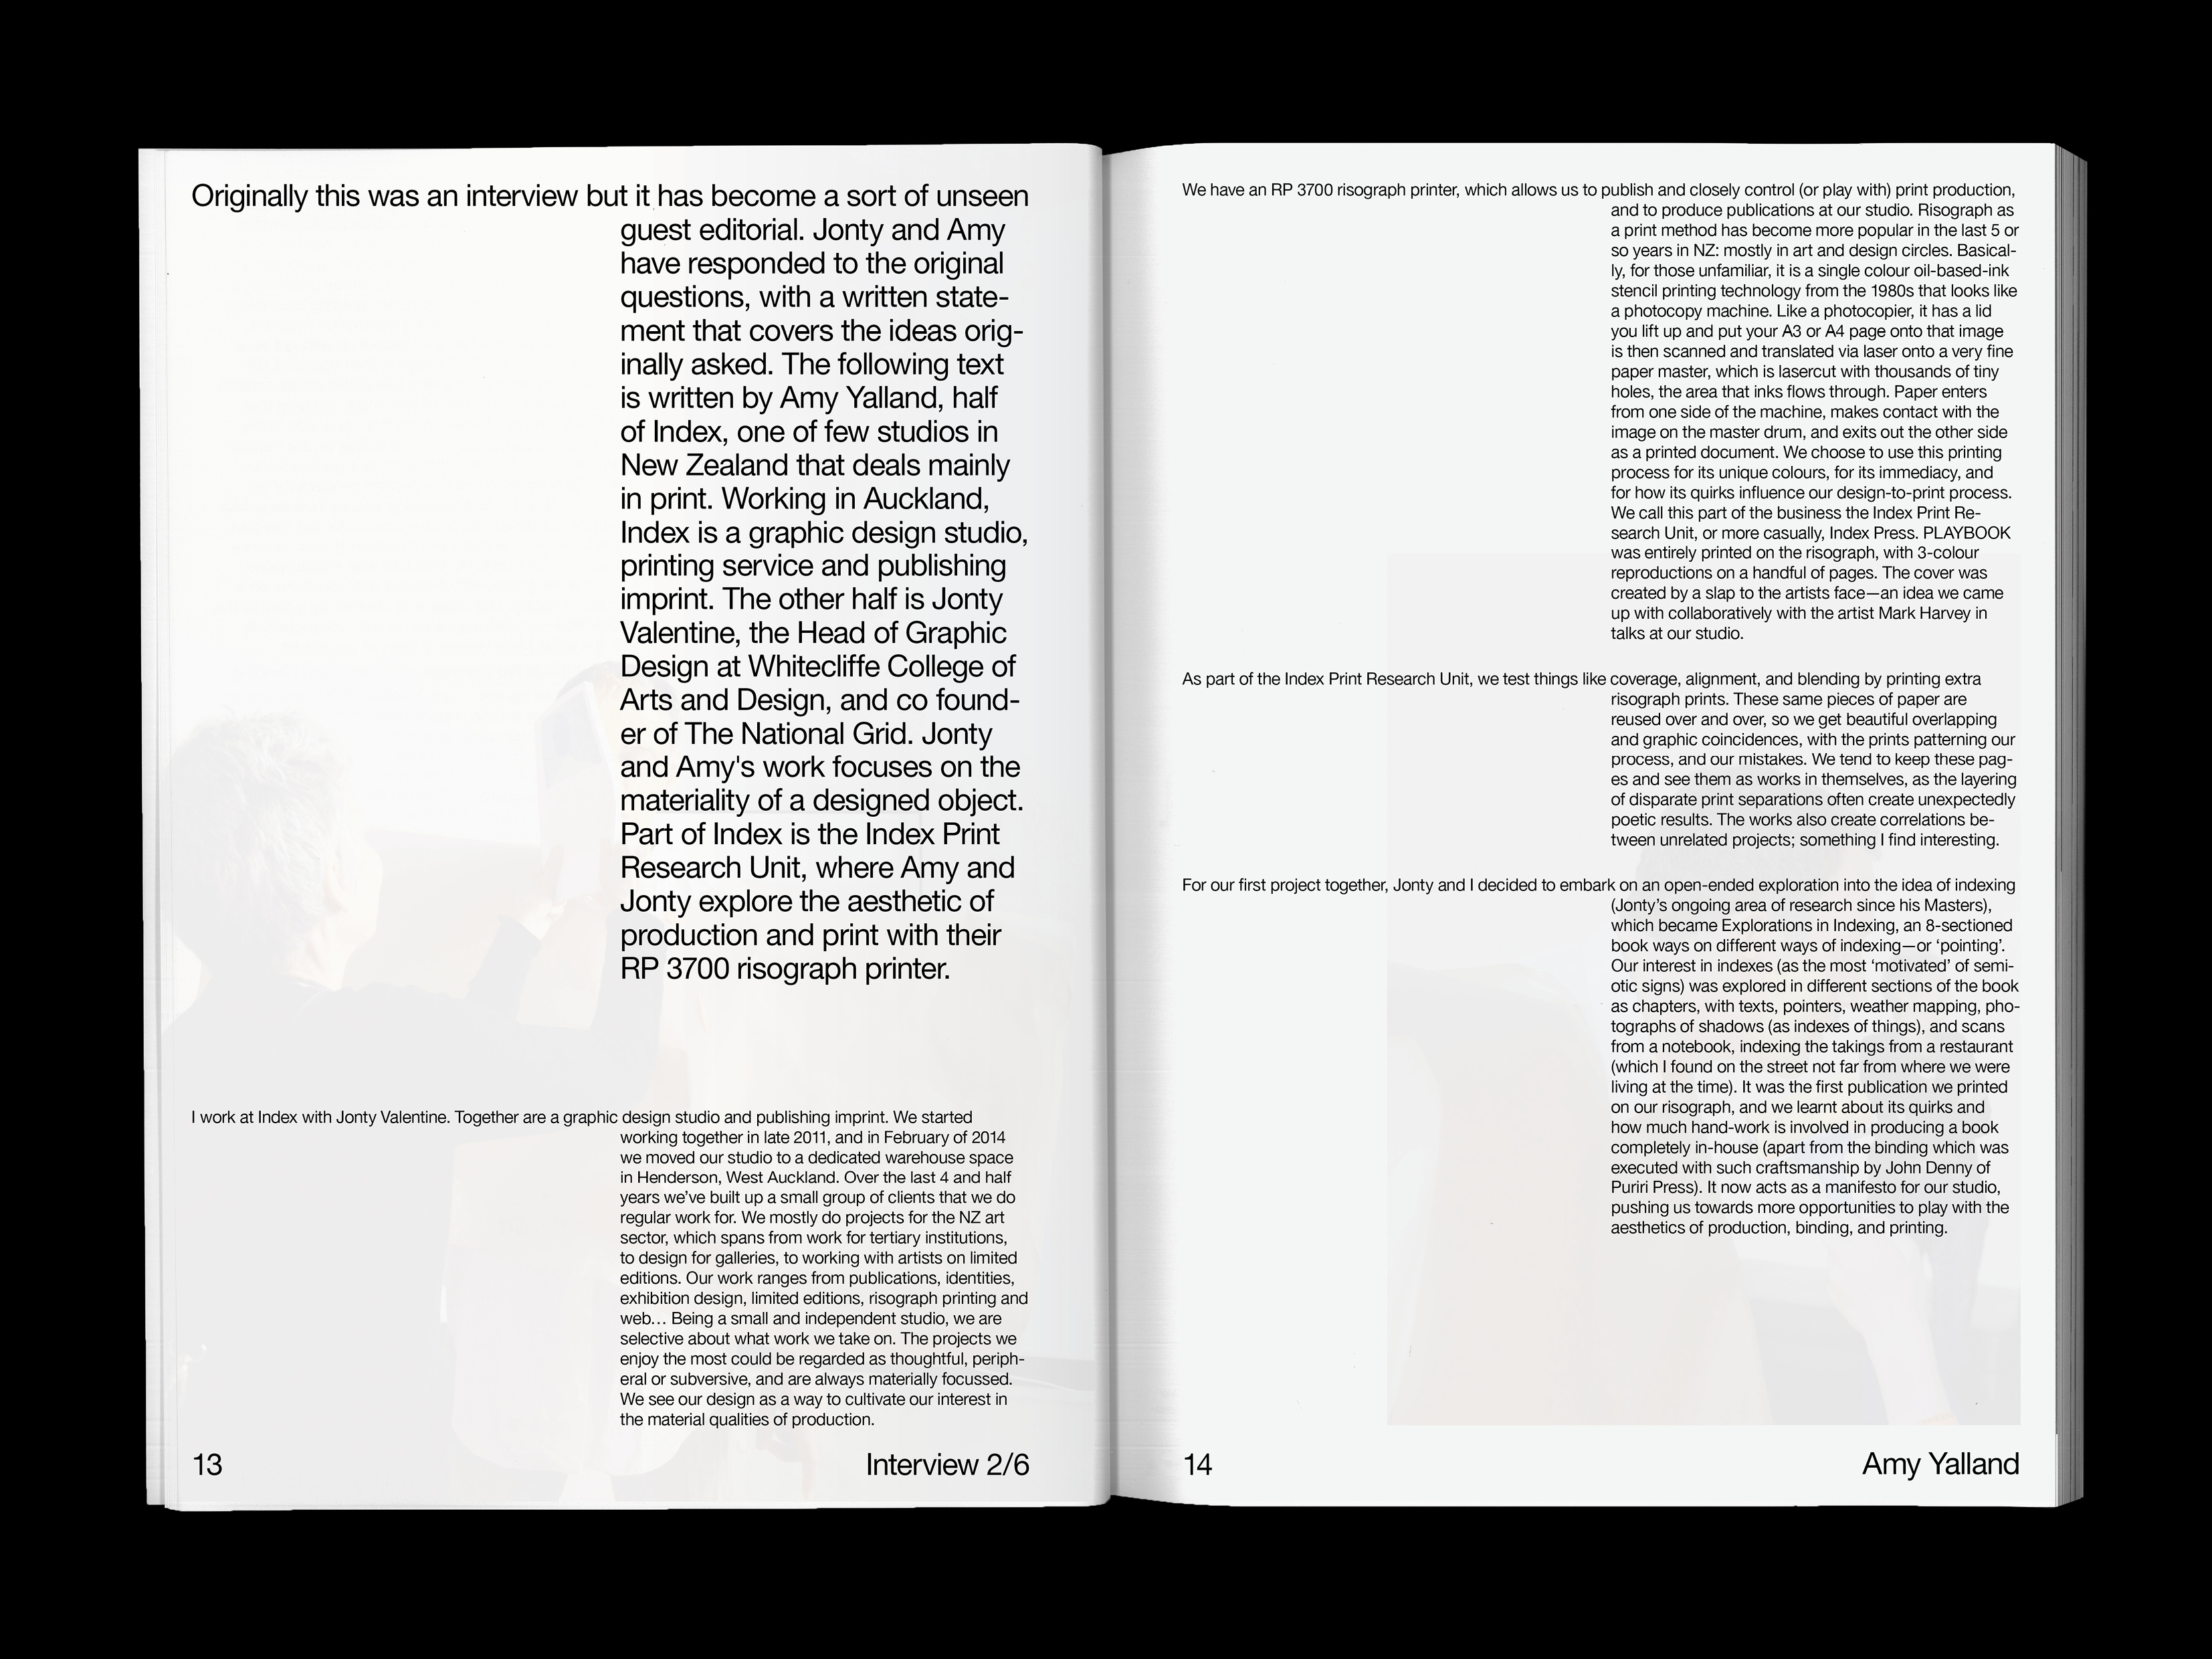 Originally this was an interview but it has become a sort of unseen
guest editorial. Jonty and Amy
have responded to the original
questions, with a written state-
ment that covers the ideas orig-
inally asked. The following text
is written by Amy Yalland, half
of Index, one of few studios in
New Zealand that deals mainly
in print. Working in Auckland,
Index is a graphic design studio,
printing service and publishing
imprint. The other half is Jonty
Valentine, the Head of Graphic
Design at Whitecliffe College of
Arts and Design, and co found-
er of The National Grid. Jonty
and Amy's work focuses on the
materiality of a designed object.
Part of Index is the Index Print
Research Unit, where Amy and
Jonty explore the aesthetic of
production and print with their
RP 3700 risograph printer.
I work at Index with Jonty Valentine. Together are a graphic design studio and publishing imprint. We started
working together in late 2011, and in February of 2014
we moved our studio to a dedicated warehouse space
in Henderson, West Auckland. Over the last 4 and half
years we’ve built up a small group of clients that we do
regular work for. We mostly do projects for the NZ art
sector, which spans from work for tertiary institutions,
to design for galleries, to working with artists on limited
editions. Our work ranges from publications, identities,
exhibition design, limited editions, risograph printing and
web… Being a small and independent studio, we are
selective about what work we take on. The projects we
enjoy the most could be regarded as thoughtful, periph-
eral or subversive, and are always materially focussed.
We see our design as a way to cultivate our interest in
the material qualities of production.
13
Interview 2/6
We have an RP 3700 risograph printer, which allows us to publish and closely control (or play with) print production,
and to produce publications at our studio. Risograph as
a print method has become more popular in the last 5 or
so years in NZ: mostly in art and design circles. Basical-
ly, for those unfamiliar, it is a single colour oil-based-ink
stencil printing technology from the 1980s that looks like
a photocopy machine. Like a photocopier, it has a lid
you lift up and put your A3 or A4 page onto that image
is then scanned and translated via laser onto a very fine
paper master, which is lasercut with thousands of tiny
holes, the area that inks flows through. Paper enters
from one side of the machine, makes contact with the
image on the master drum, and exits out the other side
as a printed document. We choose to use this printing
process for its unique colours, for its immediacy, and
for how its quirks influence our design-to-print process.
We call this part of the business the Index Print Re-
search Unit, or more casually, Index Press. PLAYBOOK
was entirely printed on the risograph, with 3-colour
reproductions on a handful of pages. The cover was
created by a slap to the artists face—an idea we came
up with collaboratively with the artist Mark Harvey in
talks at our studio.
As part of the Index Print Research Unit, we test things like coverage, alignment, and blending by printing extra
risograph prints. These same pieces of paper are
reused over and over, so we get beautiful overlapping
and graphic coincidences, with the prints patterning our
process, and our mistakes. We tend to keep these pag-
es and see them as works in themselves, as the layering
of disparate print separations often create unexpectedly
poetic results. The works also create correlations be-
tween unrelated projects; something I find interesting.
For our first project together, Jonty and I decided to embark on an open-ended exploration into the idea of indexing
(Jonty’s ongoing area of research since his Masters),
which became Explorations in Indexing, an 8-sectioned
book ways on different ways of indexing—or ‘pointing’.
Our interest in indexes (as the most ‘motivated’ of semi-
otic signs) was explored in different sections of the book
as chapters, with texts, pointers, weather mapping, pho-
tographs of shadows (as indexes of things), and scans
from a notebook, indexing the takings from a restaurant
(which I found on the street not far from where we were
living at the time). It was the first publication we printed
on our risograph, and we learnt about its quirks and
how much hand-work is involved in producing a book
completely in-house (apart from the binding which was
executed with such craftsmanship by John Denny of
Puriri Press). It now acts as a manifesto for our studio,
pushing us towards more opportunities to play with the
aesthetics of production, binding, and printing.
14
Amy Yalland